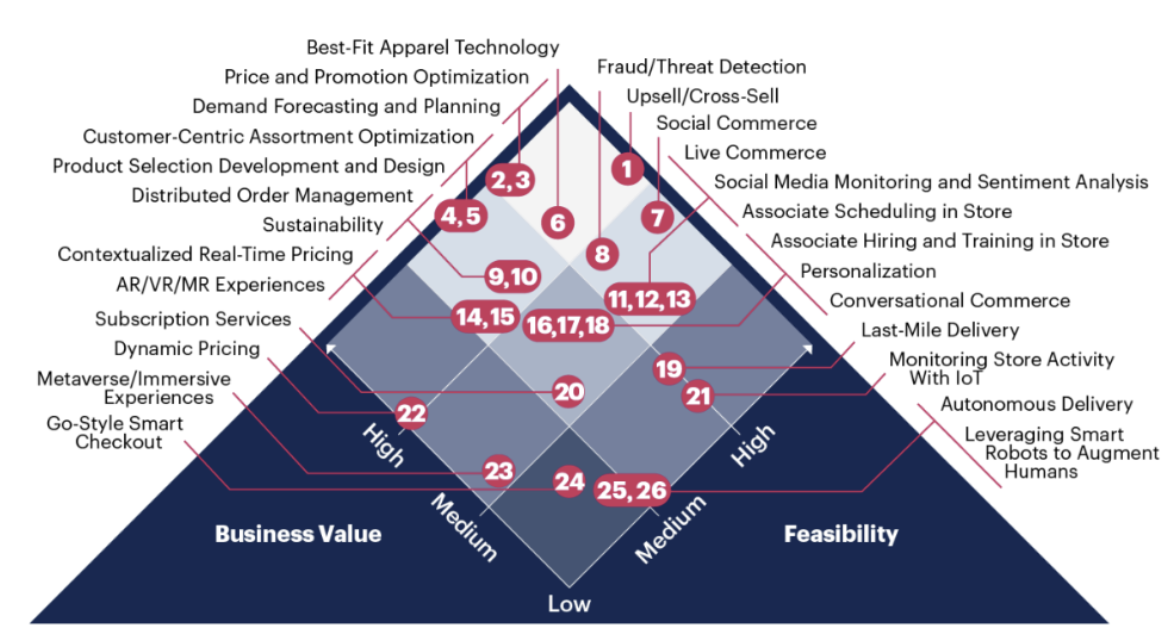 Best-Fit Apparel Technology
Price and Promotion Optimization
Demand Forecasting and Planning
Customer-Centric Assortment Optimization
Product Selection Development and Design
Distributed Order Management
Sustainability
Contextualized Real-Time Pricing
AR/VR/MR Experiences
Subscription Services
Dynamic Pricing
Metaverse/Immersive
Experiences
Go-Style Smart
Checkout
Fraud/Threat Detection
Upsell/Cross-Sell
Social Commerce
Live Commerce
Social Media Monitoring and Sentiment Analysis
Associate Scheduling in Store
Associate Hiring and Training in Store
Personalization
Conversational Commerce
Last-Mile Delivery
Monitoring Store Activity
With IoT
Autonomous Delivery
Leveraging Smart
Robots to Augment
Humans
1
2, 3
4, 5
6
7
8
9, 10
11, 12, 13
14, 15
16, 17, 18
19
20
21
22
23
24
25, 26
High
Medium
High
Medium
Low
Business Value
Feasibility